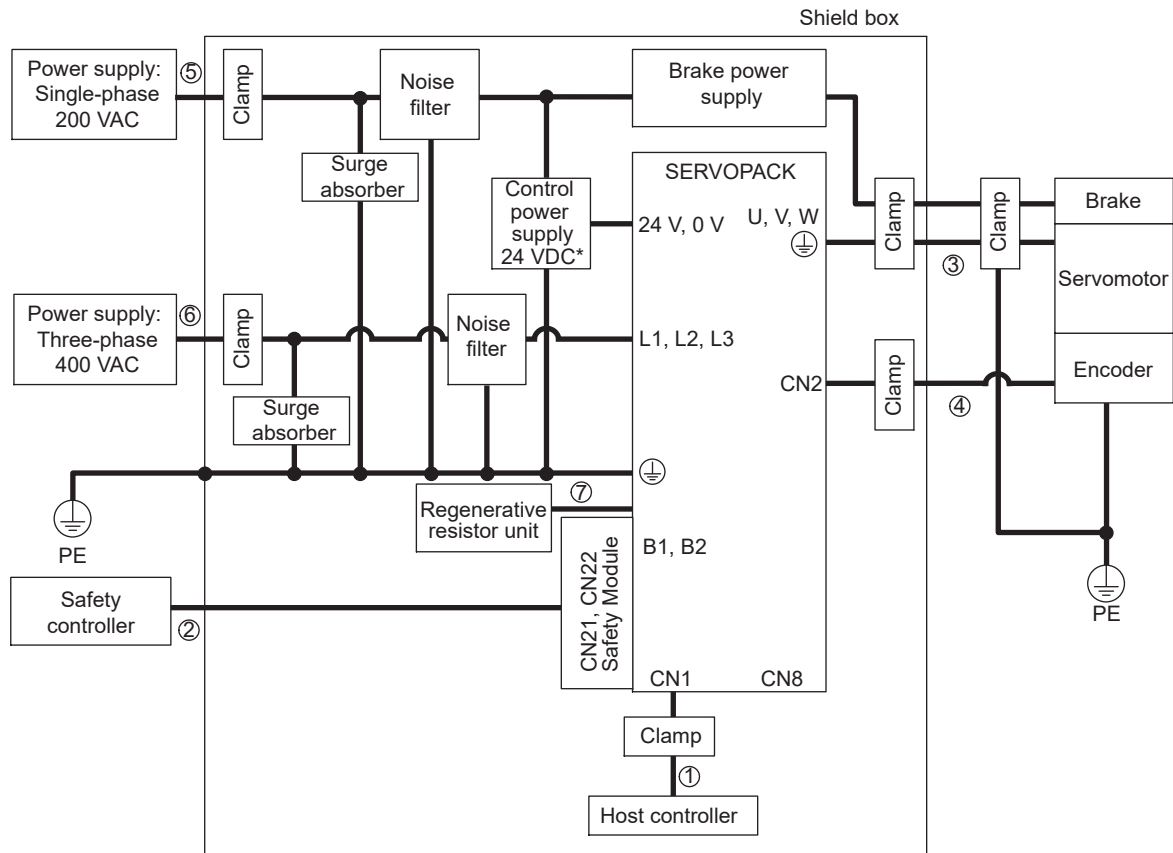 Shield box
Power supply:
Single-phase
200 VAC
⑤
Clamp
Noise
filter
Brake power
supply
Surge
absorber
Control
power
supply
24 VDC*
SERVOPACK
24 V, 0 V
U, V, W
Clamp
③
Clamp
Brake
Servomotor
Encoder
Power supply:
Three-phase
400 VAC
⑥
Clamp
Noise
filter
L1, L2, L3
CN2
Clamp
④
Surge
absorber
PE
Regenerative
resistor unit
⑦
B1, B2
PE
Safety
controller
②
CN21, CN22
Safety Module
CN1
CN8
Clamp
①
Host controller